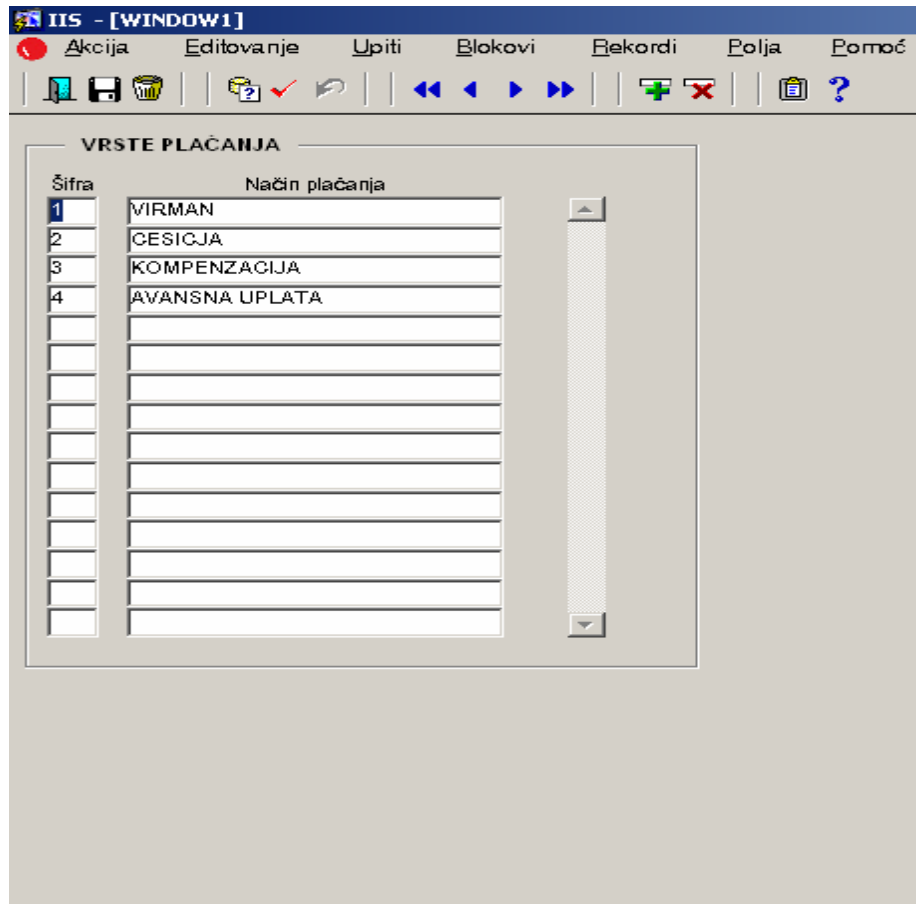 IIS - [WINDOW1]
Akcija Editovanje Upiti Blokovi Rekordi Polja Pomoć
VRSTE PLAĆANJA
Šifra Način plaćanja
1 VIRMAN
2 CESICJA
3 KOMPENZACIJA
4 AVANSNA UPLATA